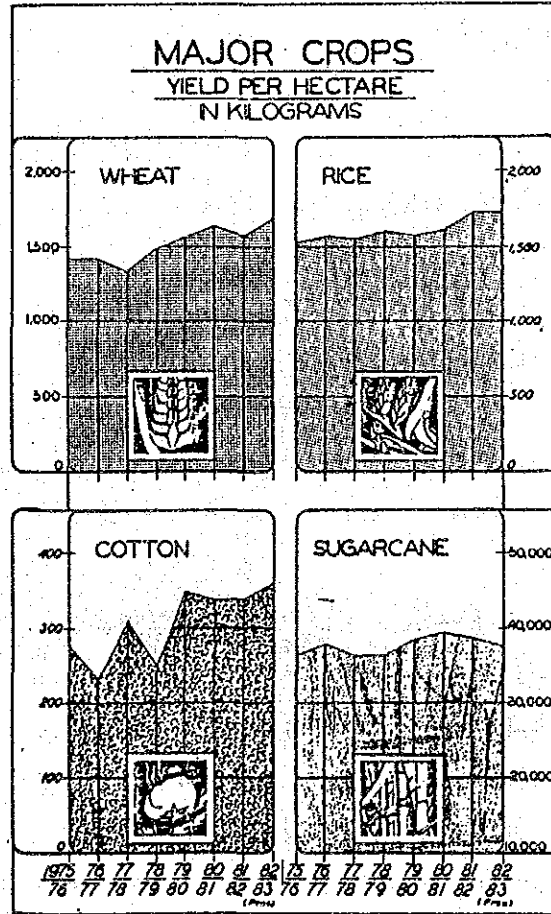 MAJOR CROPS
YIELD PER HECTARE
IN KILOGRAMS
WHEAT
2,000
1,500
1,000
500
0
RICE
2,000
1,500
1,000
500
0
COTTON
400
300
200
100
0
SUGARCANE
50,000
40,000
30,000
20,000
10,000
1975 76 77 78 79 80 81 82
76 77 78 79 80 81 82 83
(Prov)
75 76 77 78 79 80 81 82
76 77 78 79 80 81 82 83
(Prov)